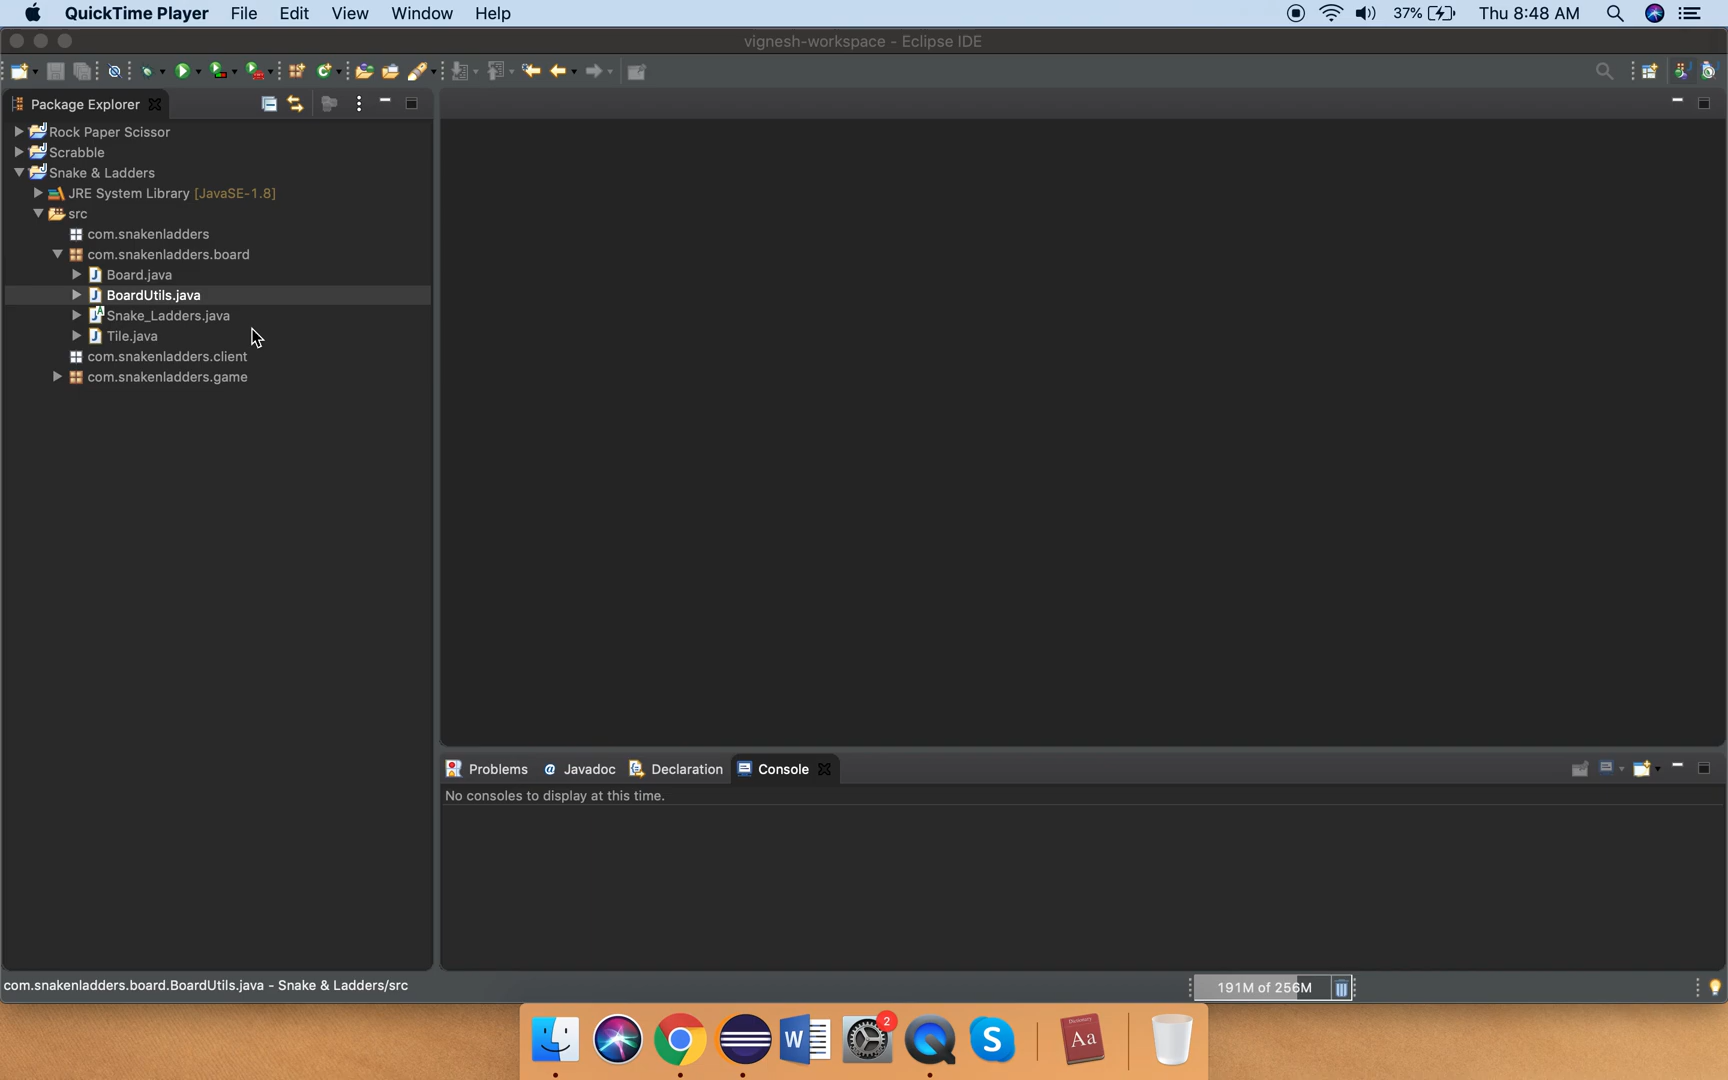 QuickTime Player File Edit View Window Help 37% Thu 8:48 AM
vignesh-workspace - Eclipse IDE
Package Explorer
Rock Paper Scissor
Scrabble
Snake & Ladders
JRE System Library [JavaSE-1.8]
src
com.snakenladders
com.snakenladders.board
Board.java
BoardUtils.java
Snake_Ladders.java
Tile.java
com.snakenladders.client
com.snakenladders.game
Problems @ Javadoc Declaration Console
No consoles to display at this time.
com.snakenladders.board.BoardUtils.java - Snake & Ladders/src 191M of 256M
W 2 S Dictionary Aa